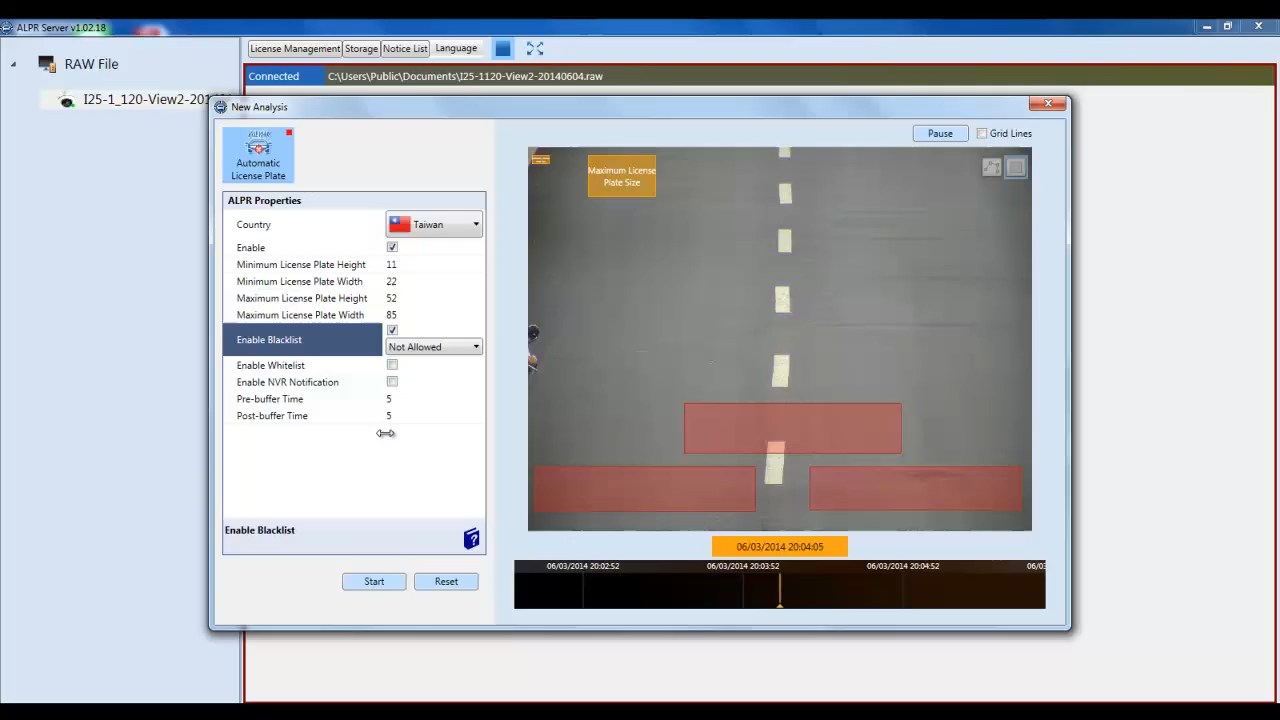 ALPR Server v1.02.18
RAW File
I25-1_120-View2-201
License Management
Storage
Notice List
Language
Connected
C:\Users\Public\Documents\I25-1120-View2-20140604.raw
New Analysis
Automatic
License Plate
ALPR Properties
Country
Taiwan
Enable
Minimum License Plate Height
11
Minimum License Plate Width
22
Maximum License Plate Height
52
Maximum License Plate Width
85
Enable Blacklist
Not Allowed
Enable Whitelist
Enable NVR Notification
Pre-buffer Time
5
Post-buffer Time
5
Enable Blacklist
Start
Reset
Pause
Grid Lines
Maximum License
Plate Size
06/03/2014 20:04:05
06/03/2014 20:02:52
06/03/2014 20:03:52
06/03/2014 20:04:52
06/03